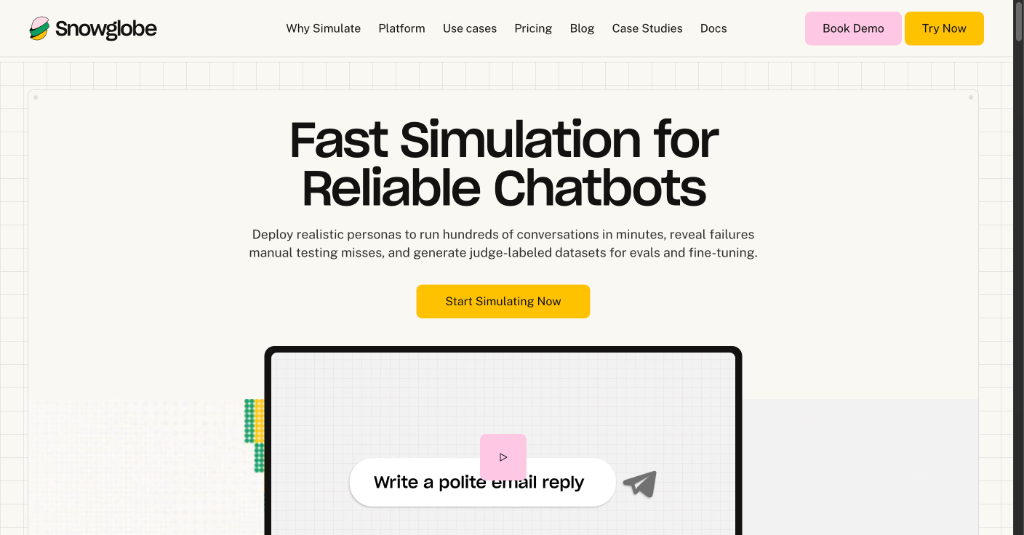 Snowglobe
Why Simulate
Platform
Use cases
Pricing
Blog
Case Studies
Docs
Book Demo
Try Now
Fast Simulation for
Reliable Chatbots
Deploy realistic personas to run hundreds of conversations in minutes, reveal failures
manual testing misses, and generate judge-labeled datasets for evals and fine-tuning.
Start Simulating Now
Write a polite email reply